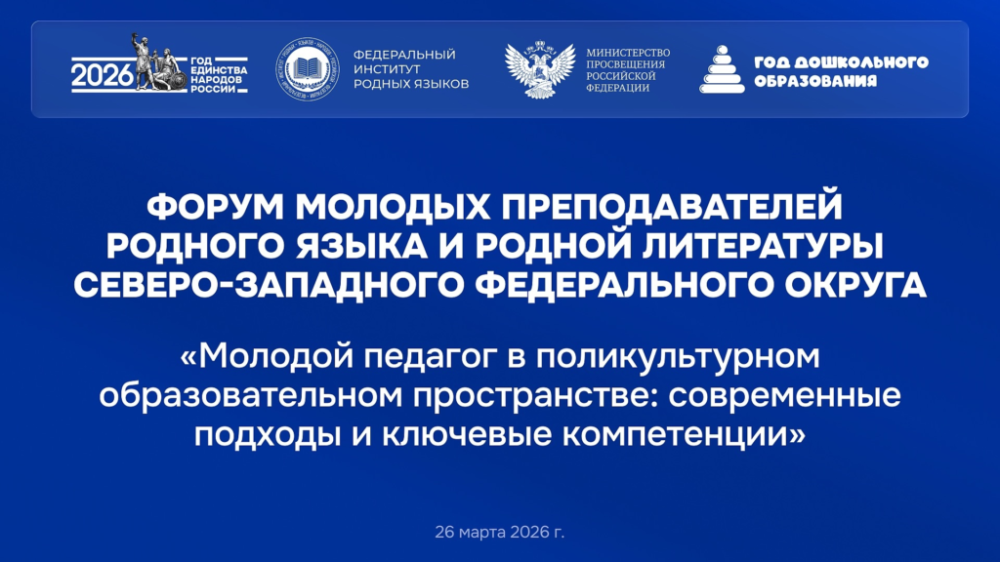 2026
ГОД
ЕДИНСТВА
НАРОДОВ
РОССИИ
ФЕДЕРАЛЬНЫЙ
ИНСТИТУТ
РОДНЫХ ЯЗЫКОВ
МИНИСТЕРСТВО
ПРОСВЕЩЕНИЯ
РОССИЙСКОЙ
ФЕДЕРАЦИИ
ГОД ДОШКОЛЬНОГО
ОБРАЗОВАНИЯ
ФОРУМ МОЛОДЫХ ПРЕПОДАВАТЕЛЕЙ
РОДНОГО ЯЗЫКА И РОДНОЙ ЛИТЕРАТУРЫ
СЕВЕРО-ЗАПАДНОГО ФЕДЕРАЛЬНОГО ОКРУГА
«Молодой педагог в поликультурном
образовательном пространстве: современные
подходы и ключевые компетенции»
26 марта 2026 г.